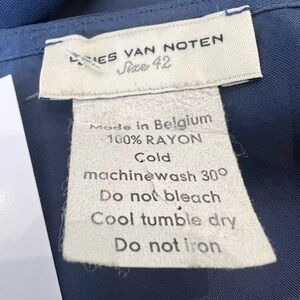 DRIES VAN NOTEN
Size 42
Made in Belgium
100% RAYON
Cold
machinewash 30°
Do not bleach
Cool tumble dry
Do not iron